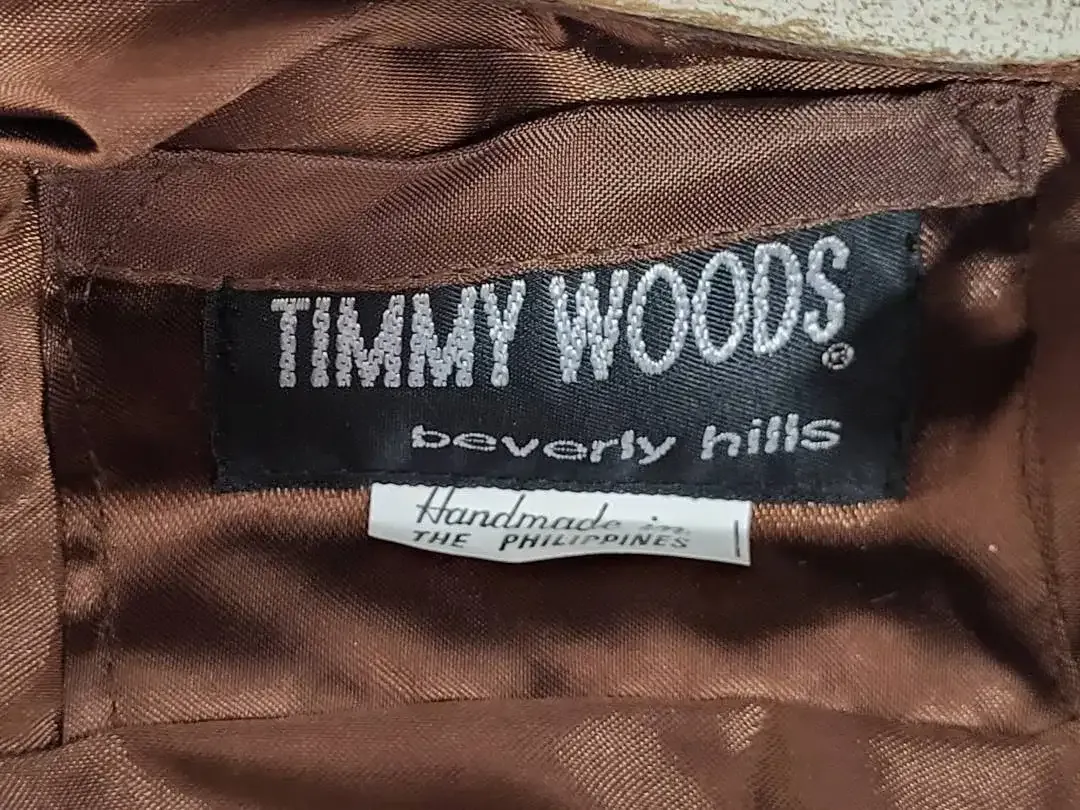 TIMMY WOODS®
beverly hills
Handmade in
THE PHILIPPINES